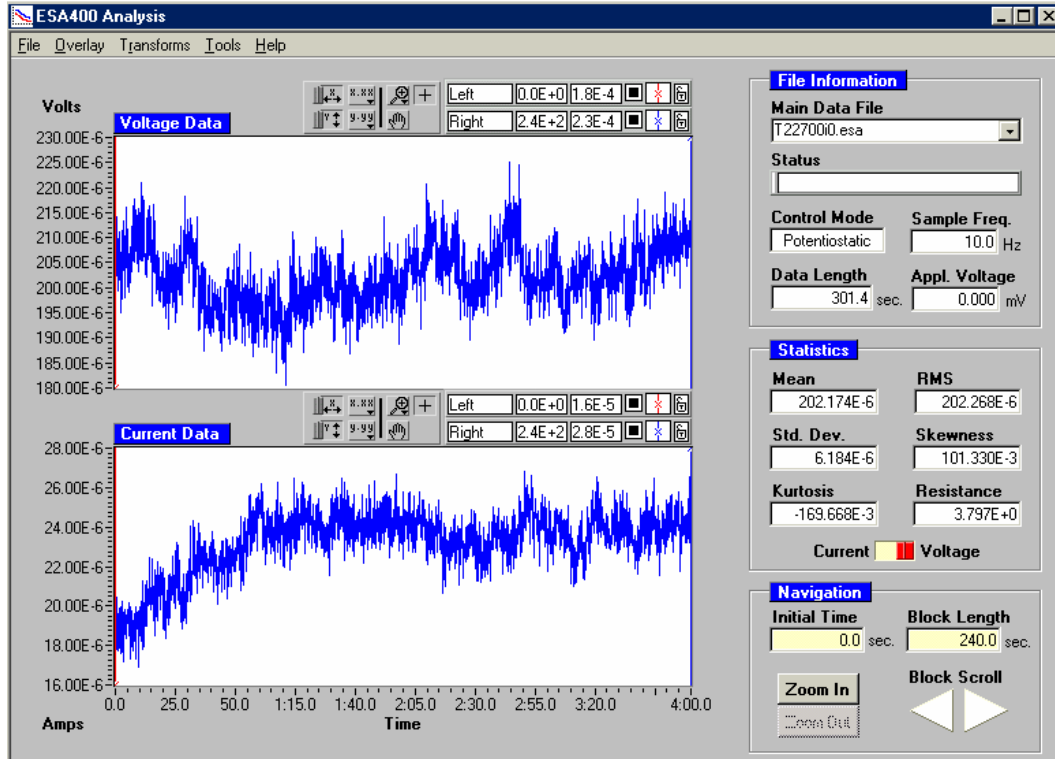 ESA400 Analysis
File Overlay Transforms Tools Help
Volts
Voltage Data
Left 0.0E+0 1.8E-4
Right 2.4E+2 2.3E-4
230.00E-6
225.00E-6
220.00E-6
215.00E-6
210.00E-6
205.00E-6
200.00E-6
195.00E-6
190.00E-6
185.00E-6
180.00E-6
Current Data
Left 0.0E+0 1.6E-5
Right 2.4E+2 2.8E-5
28.00E-6
26.00E-6
24.00E-6
22.00E-6
20.00E-6
18.00E-6
16.00E-6
0.0 25.0 50.0 1:15.0 1:40.0 2:05.0 2:30.0 2:55.0 3:20.0 4:00.0
Amps Time
File Information
Main Data File
T22700i0.esa
Status
Control Mode Sample Freq.
Potentiostatic 10.0 Hz
Data Length Appl. Voltage
301.4 sec. 0.000 mV
Statistics
Mean RMS
202.174E-6 202.268E-6
Std. Dev. Skewness
6.184E-6 101.330E-3
Kurtosis Resistance
-169.668E-3 3.797E+0
Current Voltage
Navigation
Initial Time Block Length
0.0 sec. 240.0 sec.
Zoom In Block Scroll
Zoom Out